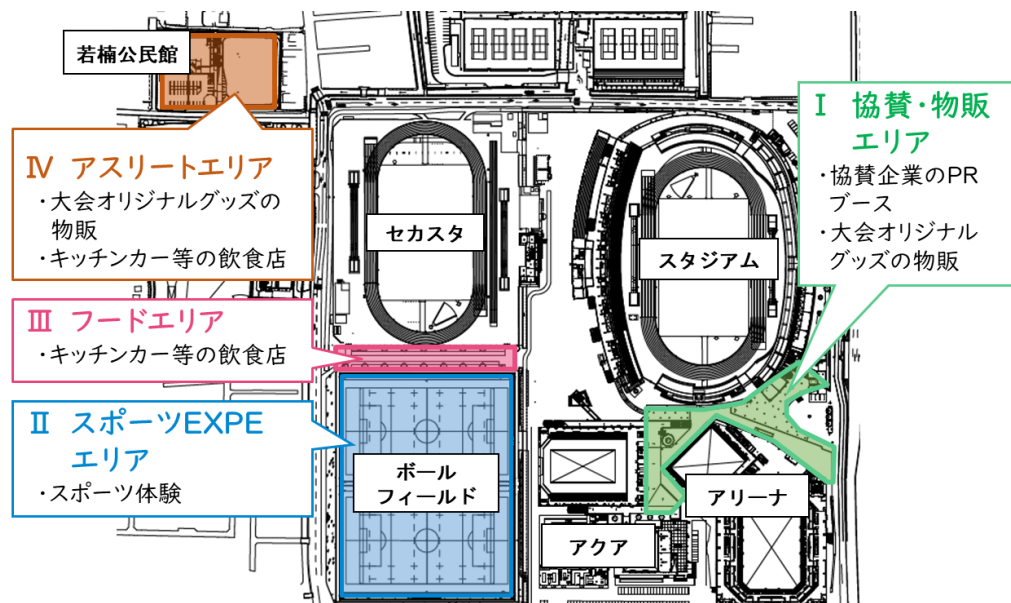 若楠公民館
Ⅳ アスリートエリア
・大会オリジナルグッズの
物販
・キッチンカー等の飲食店
Ⅲ フードエリア
・キッチンカー等の飲食店
Ⅱ スポーツEXPE
エリア
・スポーツ体験
セカスタ
ボール
フィールド
スタジアム
アクア
アリーナ
Ⅰ 協賛・物販
エリア
・協賛企業のPR
ブース
・大会オリジナル
グッズの物販